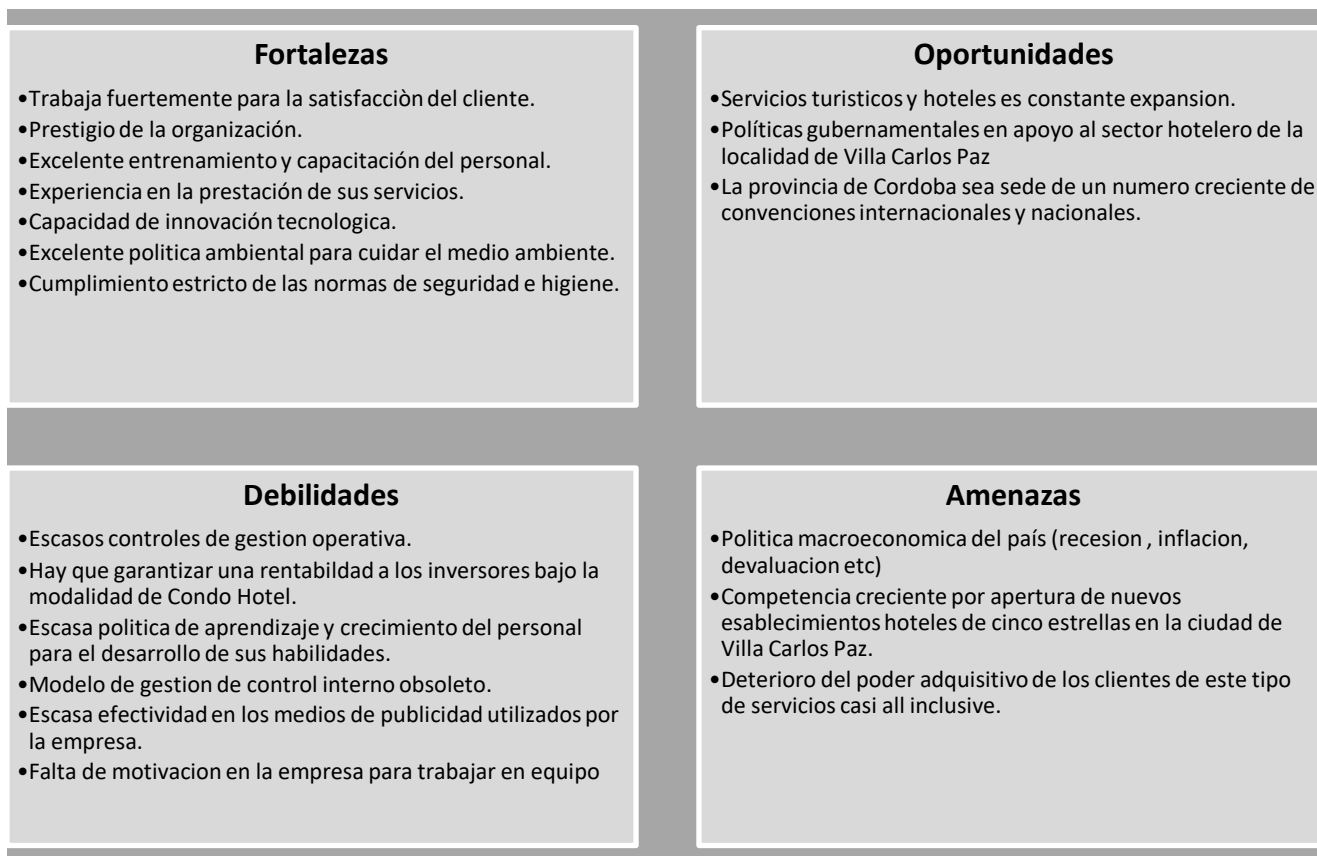 Fortalezas
•Trabaja fuertemente para la satisfacciòn del cliente.
•Prestigio de la organización.
•Excelente entrenamiento y capacitación del personal.
•Experiencia en la prestación de sus servicios.
•Capacidad de innovación tecnologica.
•Excelente politica ambiental para cuidar el medio ambiente.
•Cumplimiento estricto de las normas de seguridad e higiene.
Oportunidades
•Servicios turisticos y hoteles es constante expansion.
•Políticas gubernamentales en apoyo al sector hotelero de la
localidad de Villa Carlos Paz
•La provincia de Cordoba sea sede de un numero creciente de
convenciones internacionales y nacionales.
Debilidades
•Escasos controles de gestion operativa.
•Hay que garantizar una rentabildad a los inversores bajo la
modalidad de Condo Hotel.
•Escasa politica de aprendizaje y crecimiento del personal
para el desarrollo de sus habilidades.
•Modelo de gestion de control interno obsoleto.
•Escasa efectividad en los medios de publicidad utilizados por
la empresa.
•Falta de motivacion en la empresa para trabajar en equipo
Amenazas
•Politica macroeconomica del país (recesion , inflacion,
devaluacion etc)
•Competencia creciente por apertura de nuevos
esablecimientos hoteles de cinco estrellas en la ciudad de
Villa Carlos Paz.
•Deterioro del poder adquisitivo de los clientes de este tipo
de servicios casi all inclusive.